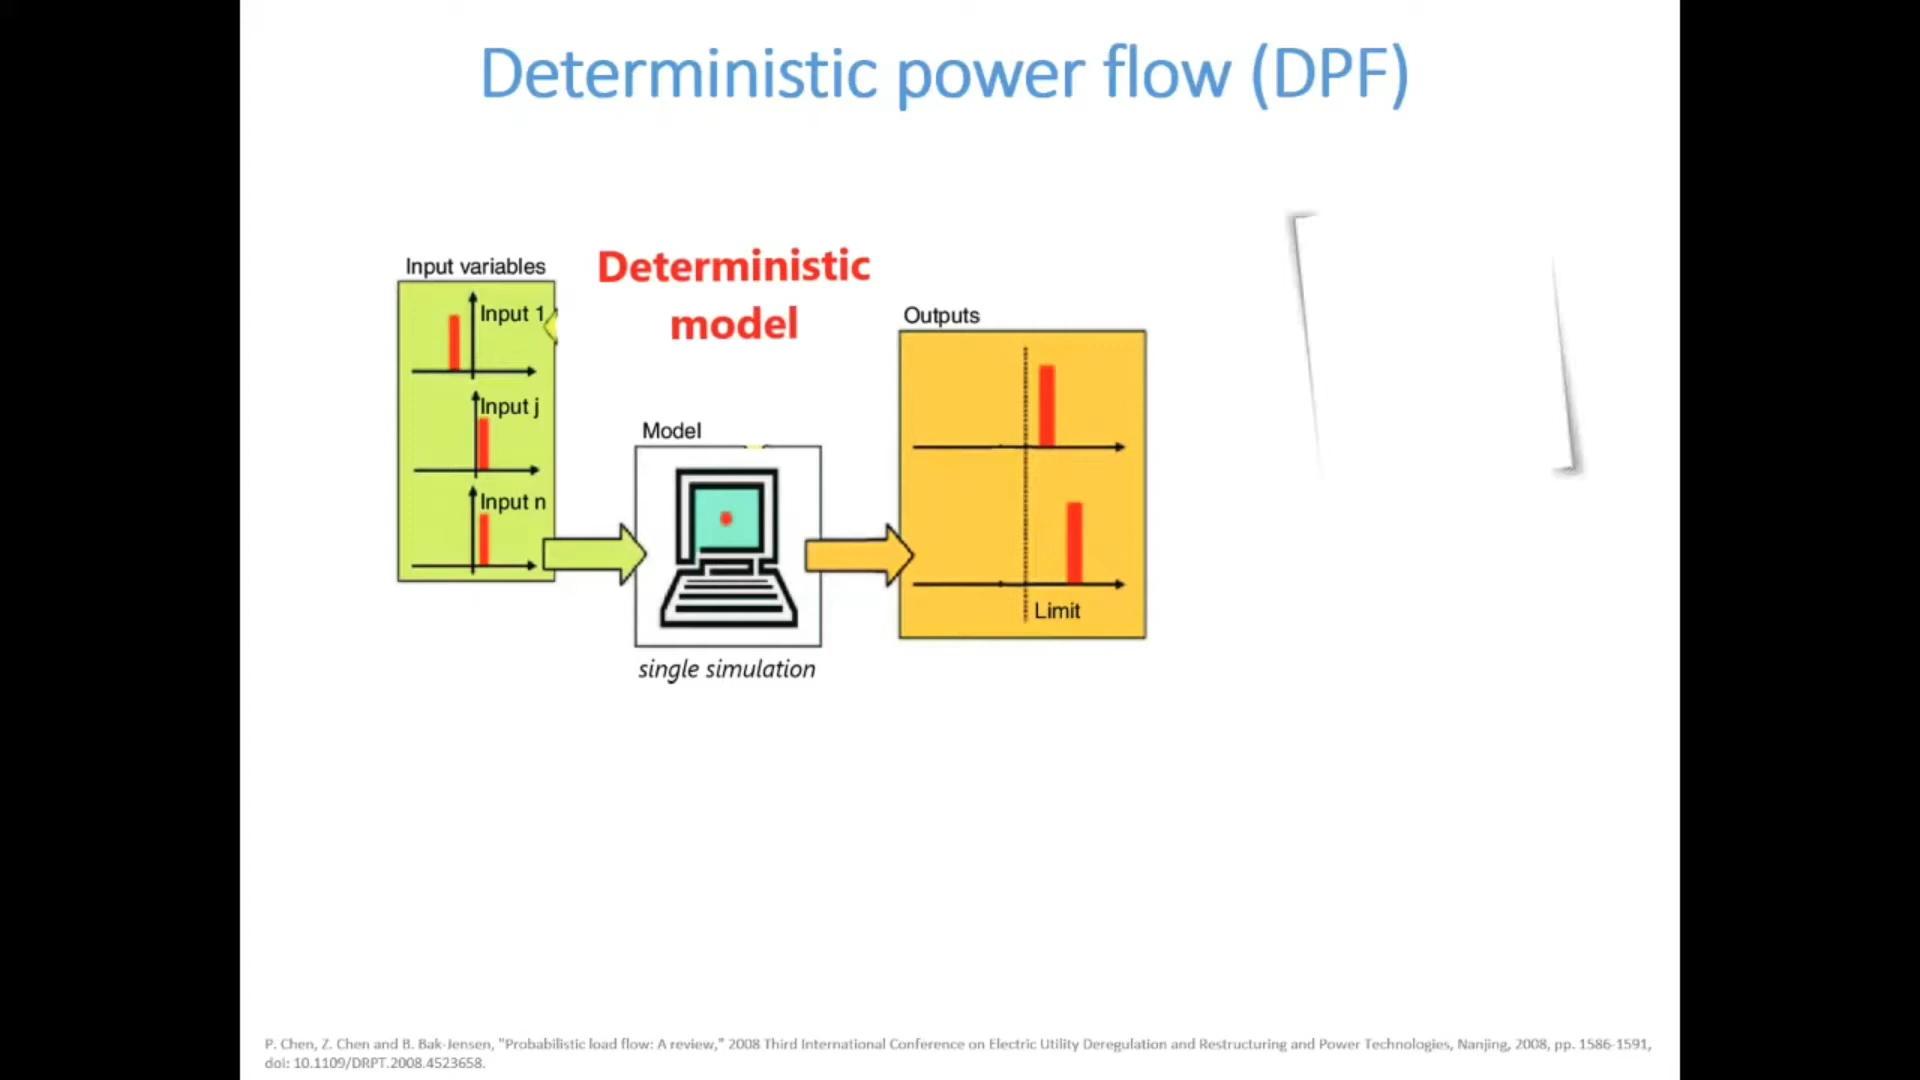 Deterministic power flow (DPF)
Input variables
Input 1
Input j
Input n
Deterministic
model
Model
single simulation
Outputs
Limit
P. Chen, Z. Chen and B. Bak-Jensen, "Probabilistic load flow: A review," 2008 Third International Conference on Electric Utility Deregulation and Restructuring and Power Technologies, Nanjing, 2008, pp. 1586-1591,
doi: 10.1109/DRPT.2008.4523658.